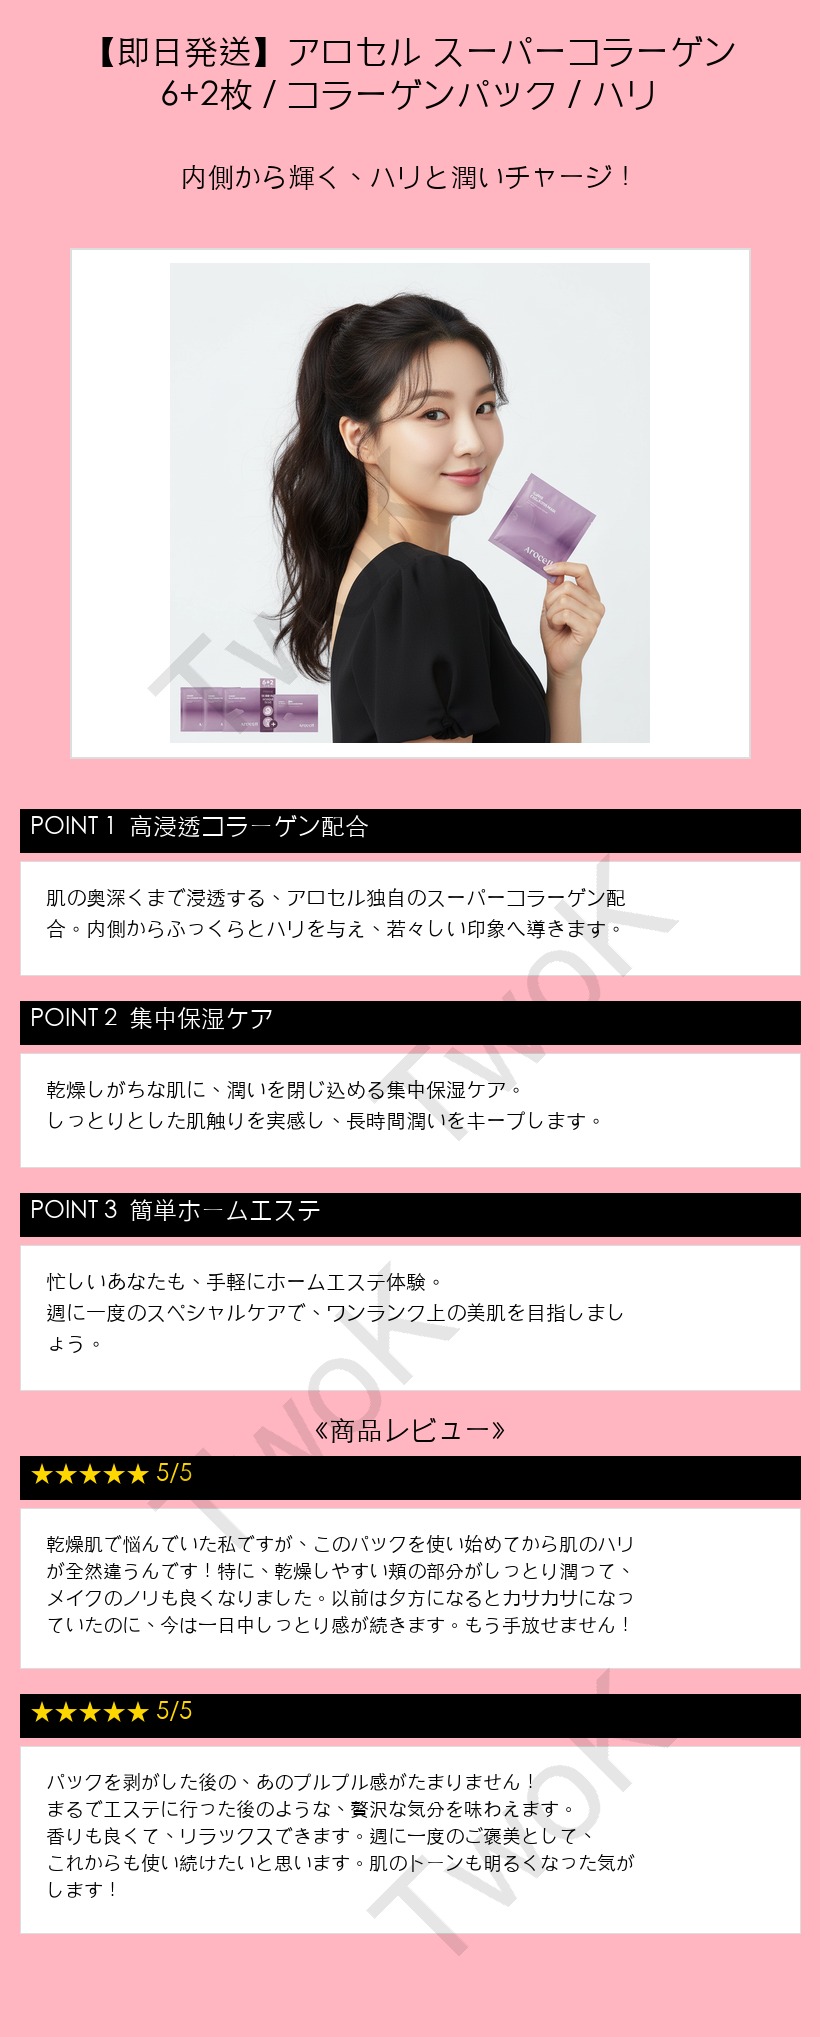 【即日発送】アロセル スーパーコラーゲン
6+2枚 / コラーゲンパック / ハリ
内側から輝く、ハリと潤いチャージ！
arocell
6+2
TwoK
POINT 1 高浸透コラーゲン配合
肌の奥深くまで浸透する、アロセル独自のスーパーコラーゲン配
合。内側からふっくらとハリを与え、若々しい印象へ導きます。
TwoK
POINT 2 集中保湿ケア
乾燥しがちな肌に、潤いを閉じ込める集中保湿ケア。
しっとりとした肌触りを実感し、長時間潤いをキープします。
POINT 3 簡単ホームエステ
忙しいあなたも、手軽にホームエステ体験。
週に一度のスペシャルケアで、ワンランク上の美肌を目指しまし
ょう。
TwoK
《商品レビュー》
★★★★★ 5/5
乾燥肌で悩んでいた私ですが、このパックを使い始めてから肌のハリ
が全然違うんです！特に、乾燥しやすい頬の部分がしっとり潤って、
メイクのノリも良くなりました。以前は夕方になるとカサカサになっ
ていたのに、今は一日中しっとり感が続きます。もう手放せません！
★★★★★ 5/5
パックを剥がした後の、あのプルプル感がたまりません！
まるでエステに行った後のような、贅沢な気分を味わえます。
香りも良くて、リラックスできます。週に一度のご褒美として、
これからも使い続けたいと思います。肌のトーンも明るくなった気が
します！
TwoK